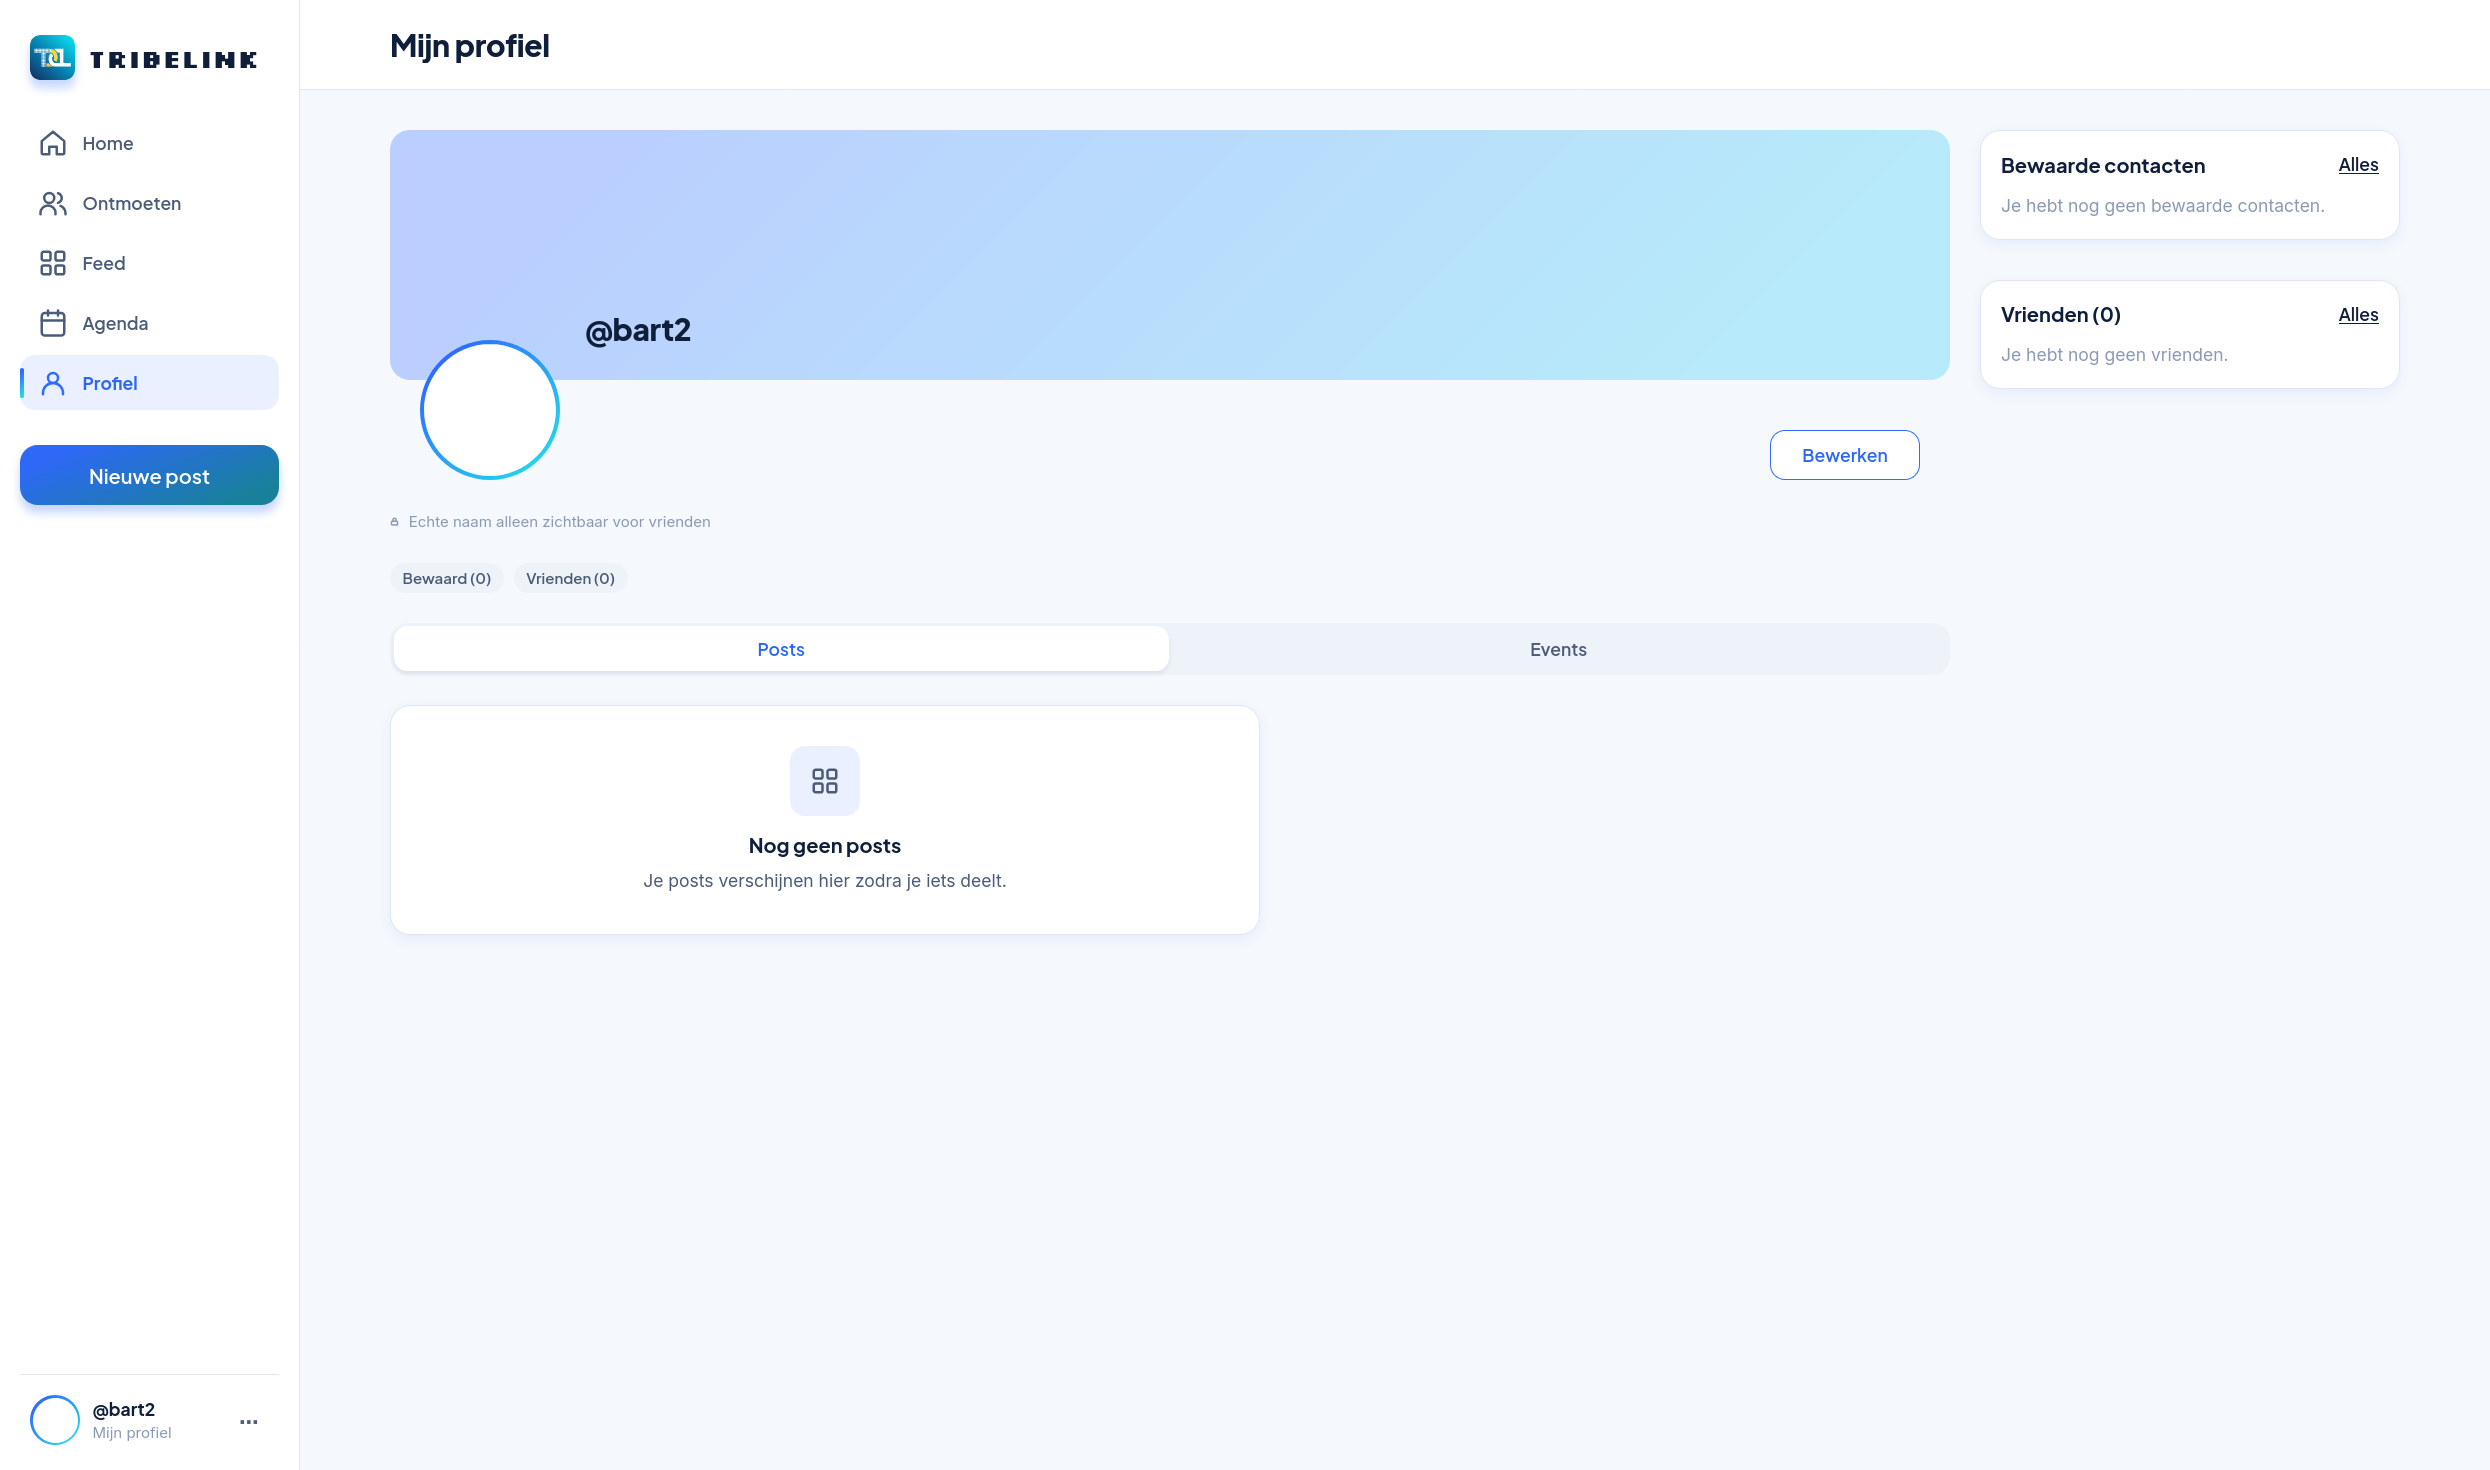 TRIBELINK
Home
Ontmoeten
Feed
Agenda
Profiel
Nieuwe post
@bart2
Mijn profiel
...
Mijn profiel
@bart2
Bewerken
Echte naam alleen zichtbaar voor vrienden
Bewaard (0) Vrienden (0)
Posts Events
Nog geen posts
Je posts verschijnen hier zodra je iets deelt.
Bewaarde contacten Alles
Je hebt nog geen bewaarde contacten.
Vrienden (0) Alles
Je hebt nog geen vrienden.